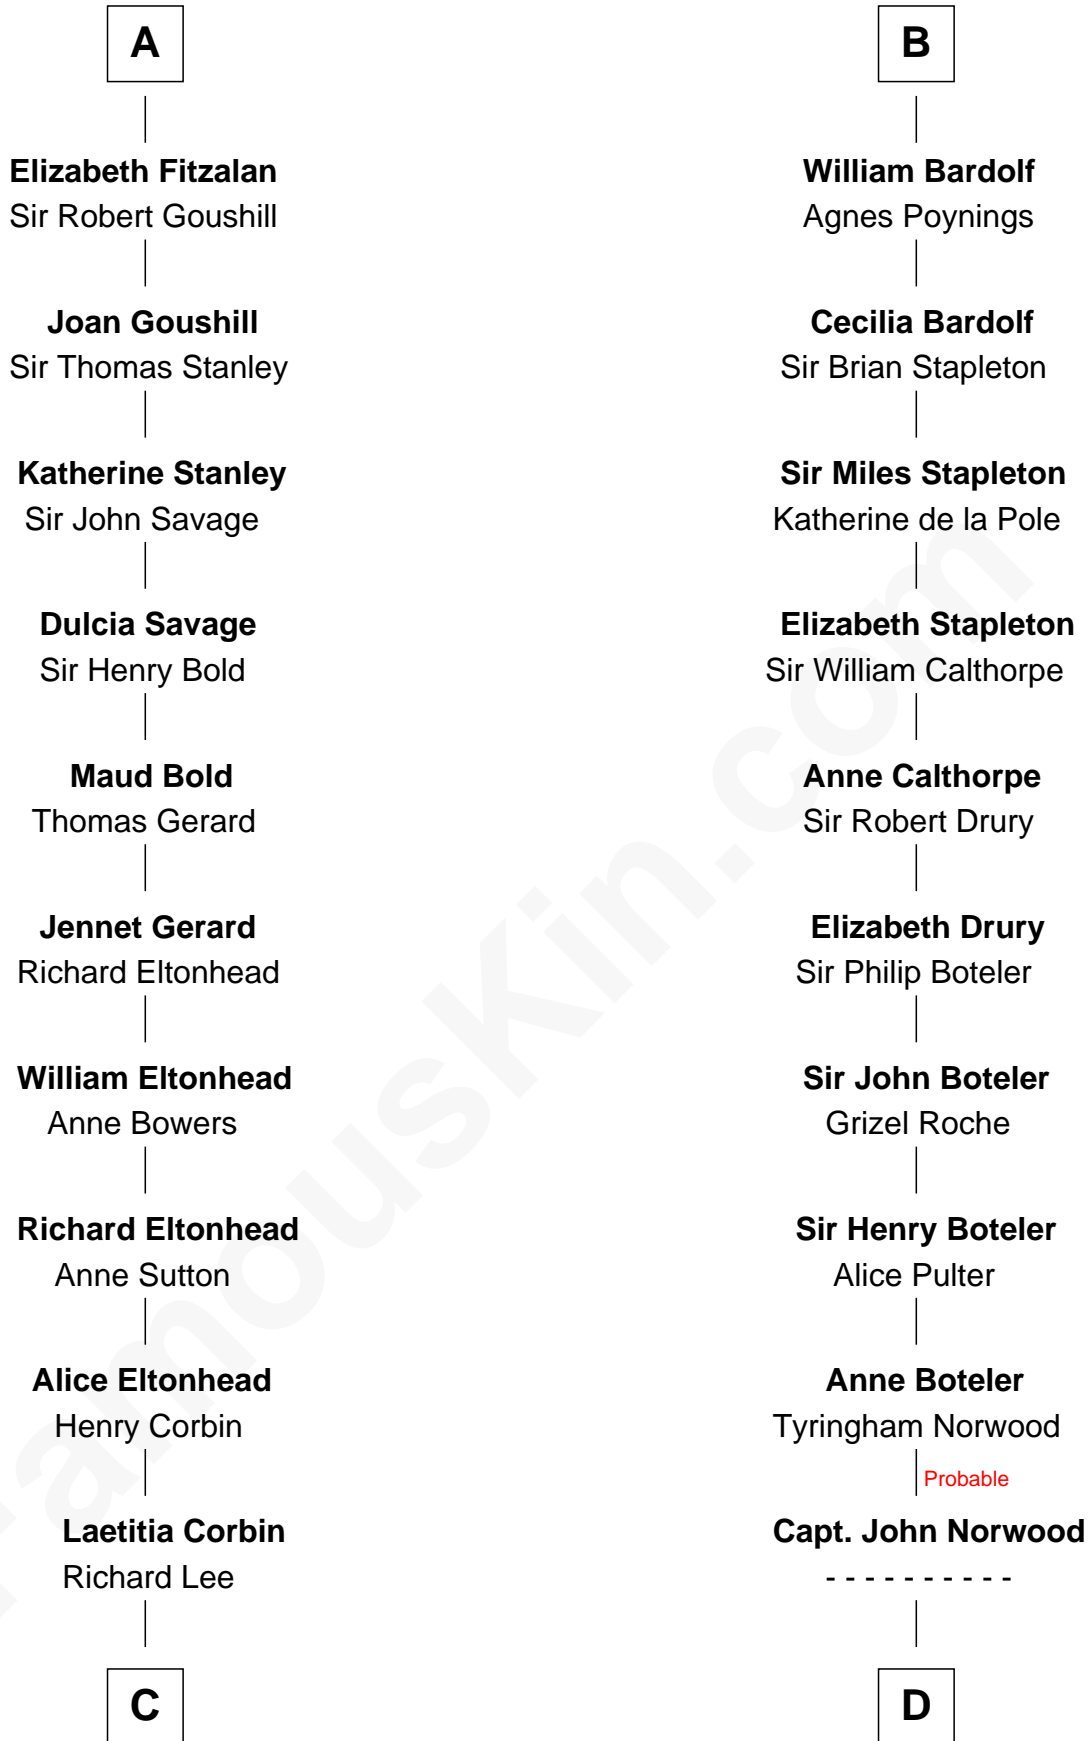 A
Elizabeth Fitzalan
Sir Robert Goushill
Joan Goushill
Sir Thomas Stanley
Katherine Stanley
Sir John Savage
Dulcia Savage
Sir Henry Bold
Maud Bold
Thomas Gerard
Jennet Gerard
Richard Eltonhead
William Eltonhead
Anne Bowers
Richard Eltonhead
Anne Sutton
Alice Eltonhead
Henry Corbin
Laetitia Corbin
Richard Lee
C
B
William Bardolf
Agnes Poynings
Cecilia Bardolf
Sir Brian Stapleton
Sir Miles Stapleton
Katherine de la Pole
Elizabeth Stapleton
Sir William Calthorpe
Anne Calthorpe
Sir Robert Drury
Elizabeth Drury
Sir Philip Boteler
Sir John Boteler
Grizel Roche
Sir Henry Boteler
Alice Pulter
Anne Boteler
Tyringham Norwood
Probable
Capt. John Norwood
- - - - - - - - - -
D
FamousKin.com